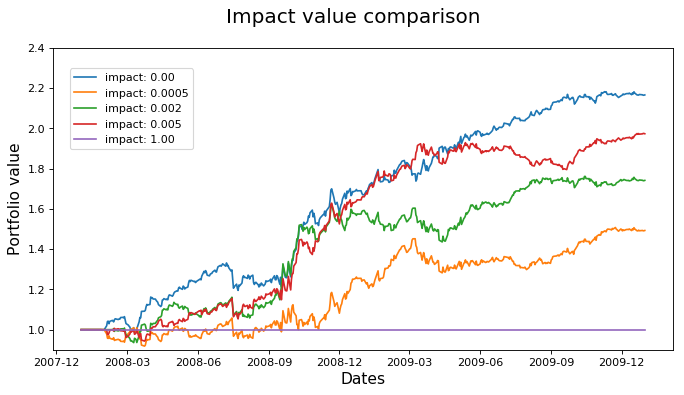 Impact value comparison
2.4
2.2
2.0
1.8
1.6
1.4
1.2
1.0
Portfolio value
impact: 0.00
impact: 0.0005
impact: 0.002
impact: 0.005
impact: 1.00
2007-12 2008-03 2008-06 2008-09 2008-12 2009-03 2009-06 2009-09 2009-12
Dates